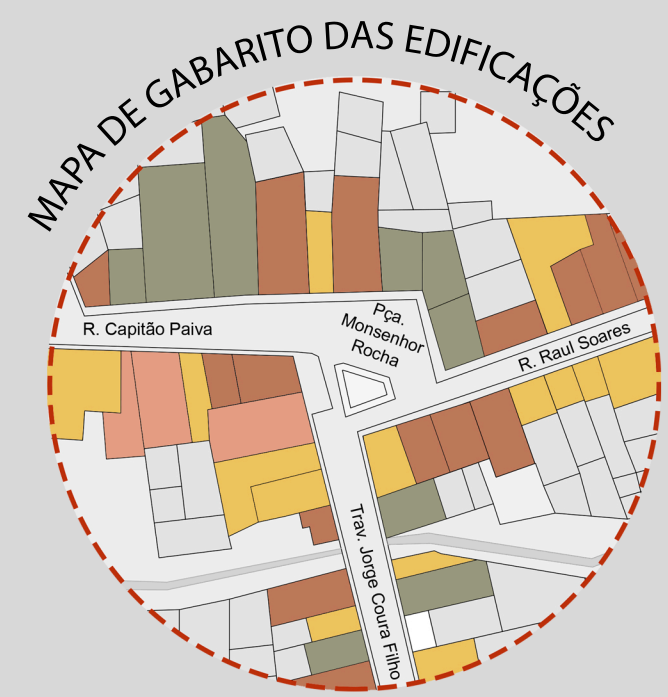 MAPA DE GABARITO DAS EDIFICAÇÕES
R. Capitão Paiva
Pça.
Monsenhor
Rocha
R. Raul Soares
Trav. Jorge Coura Filho